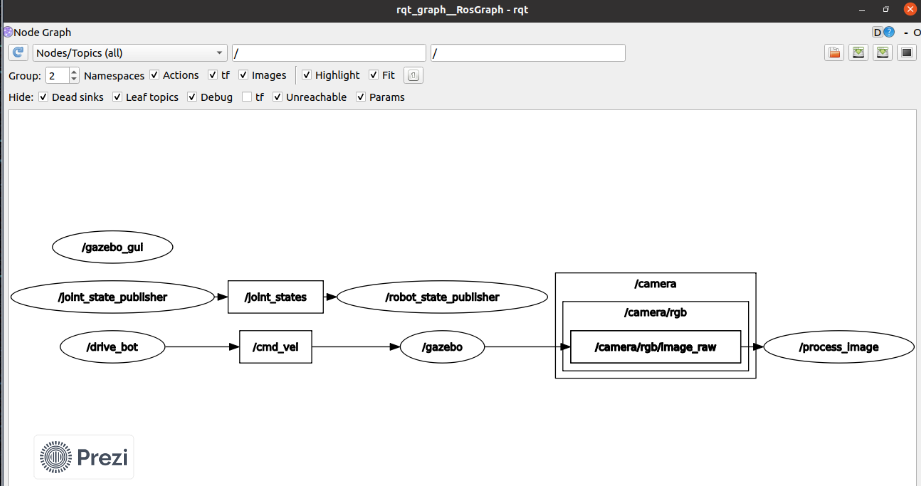 rqt_graph__RosGraph - rqt
Node Graph
D - O
Nodes/Topics (all) / /
Group: 2 Namespaces Actions tf Images Highlight Fit
Hide: Dead sinks Leaf topics Debug tf Unreachable Params
/gazebo_gui
/camera
/joint_state_publisher /joint_states /robot_state_publisher
/camera/rgb
/drive_bot /cmd_vel /gazebo /camera/rgb/image_raw /process_image
Prezi